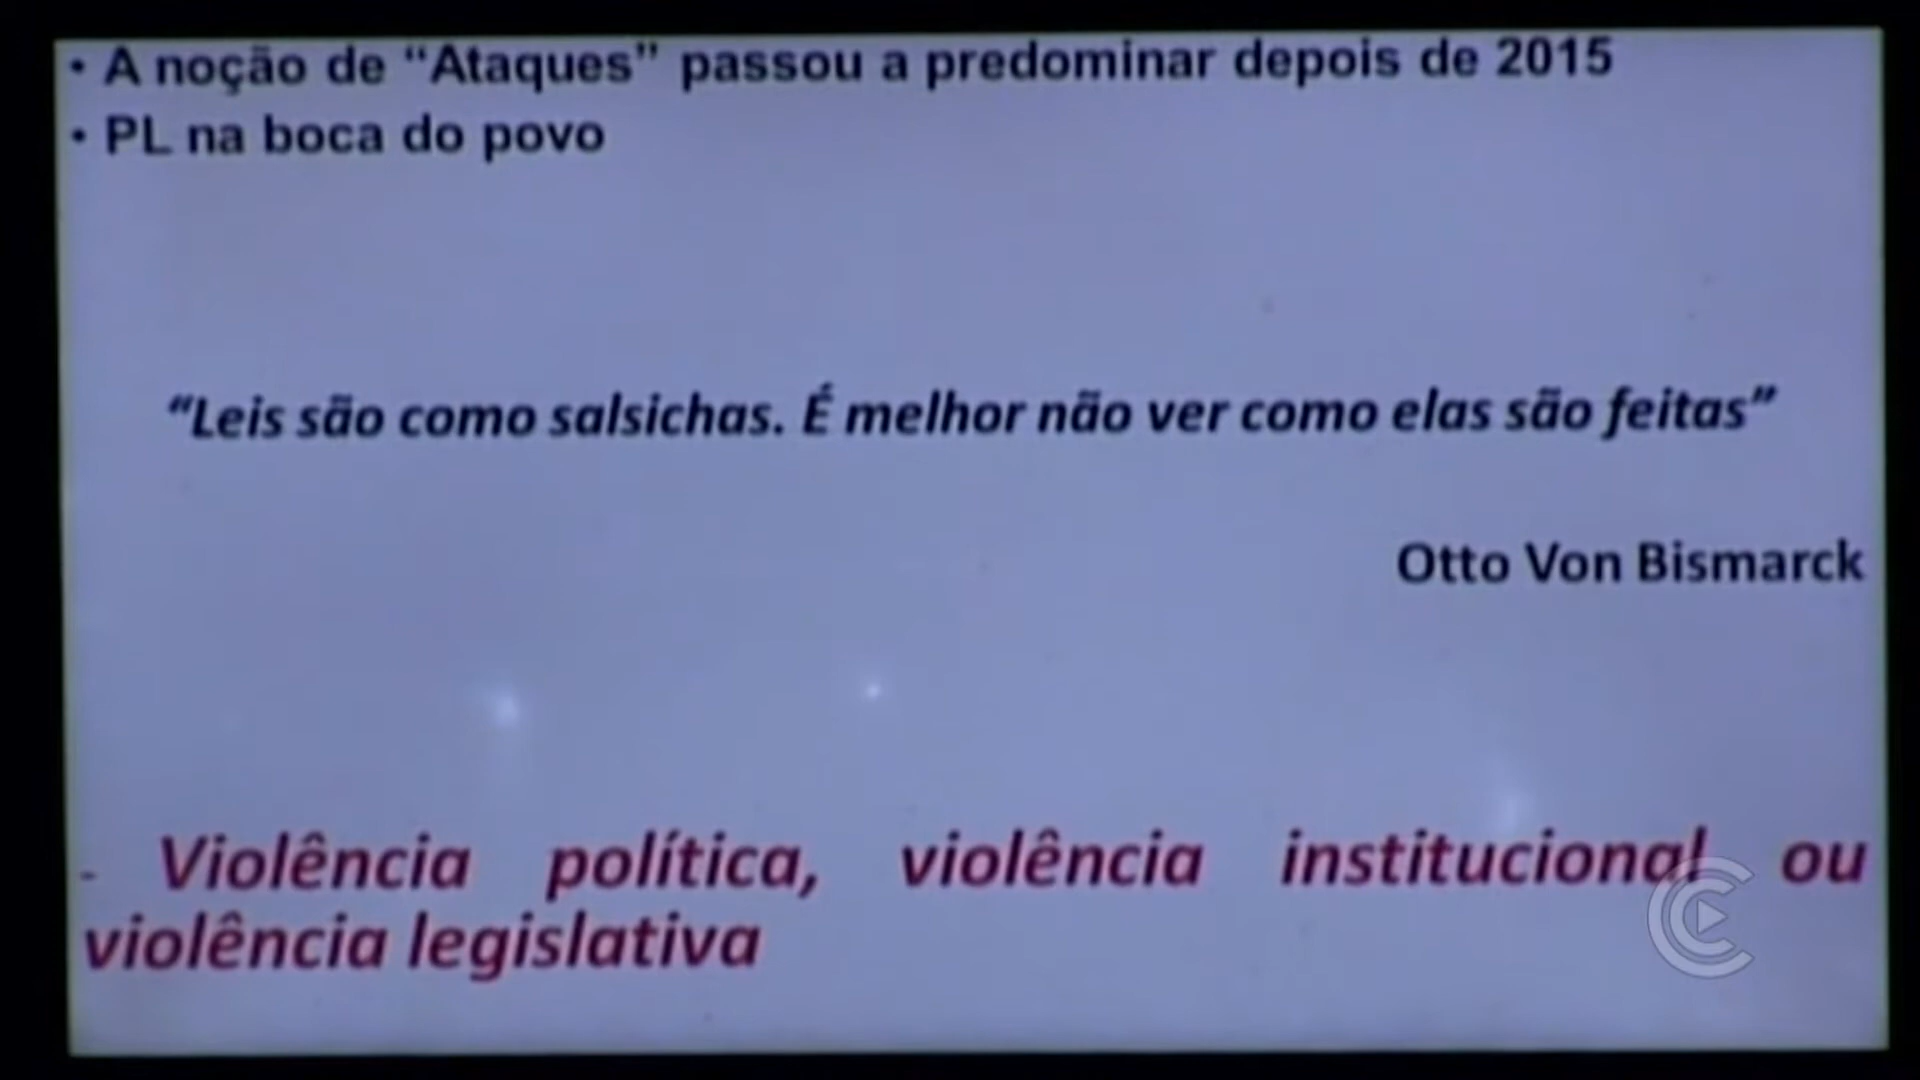 • A noção de “Ataques” passou a predominar depois de 2015
• PL na boca do povo
“Leis são como salsichas. É melhor não ver como elas são feitas”
Otto Von Bismarck
- Violência política, violência institucional ou
violência legislativa